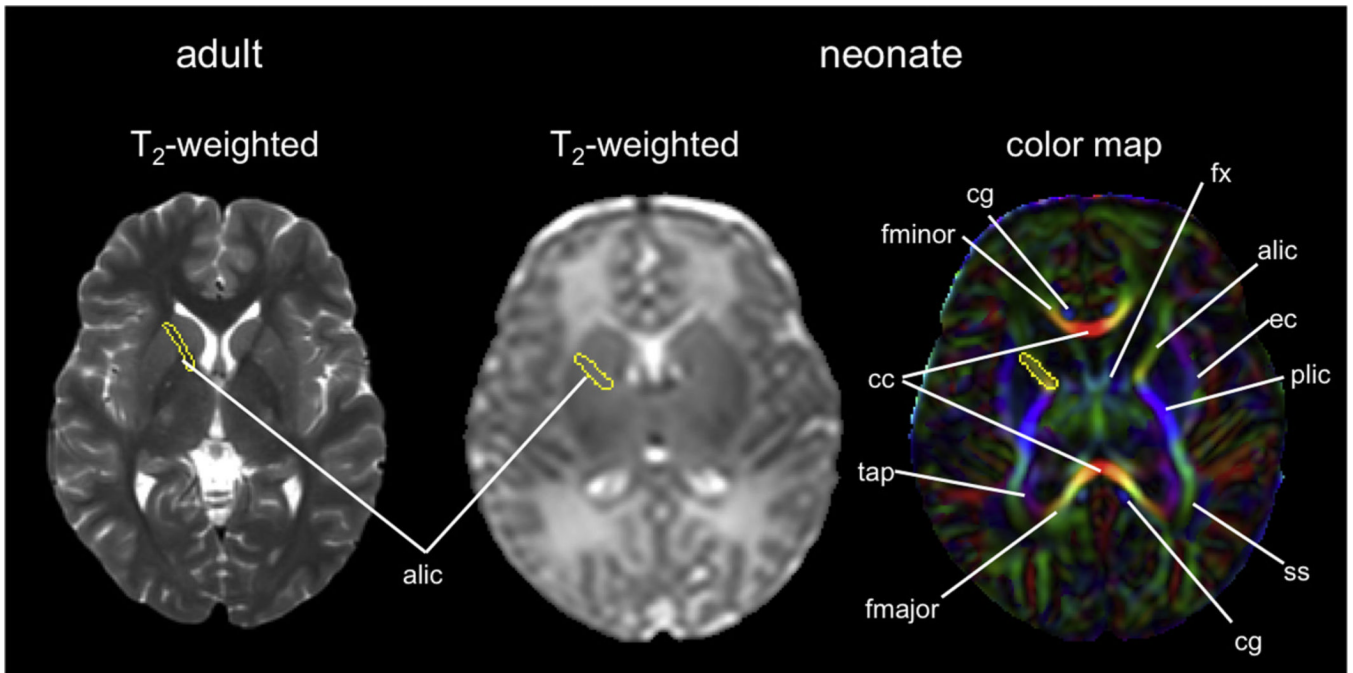 adult
neonate
T₂-weighted
T₂-weighted
color map
fx
cg
fminor
alic
ec
plic
cc
tap
alic
ss
fmajor
cg